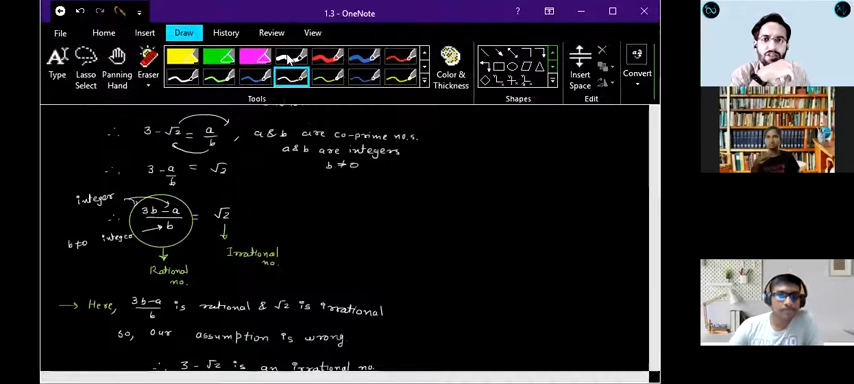 1.3 - OneNote
File
Home
Insert
Draw
History
Review
View
Type
Lasso Select
Panning Hand
Eraser
Color & Thickness
Insert Space
Convert
Tools
Shapes
Edit
∴ 3 - √2 = a/b , a & b are co-prime no.s.
a & b are integers
b ≠ 0
∴ 3 - a/b = √2
integer
∴ (3b - a)/b = √2
b≠0 integer
Irrational no.
Rational no.
→ Here, (3b-a)/b is rational & √2 is irrational
so, our assumption is wrong
∴ 3 - √2 is an irrational no.